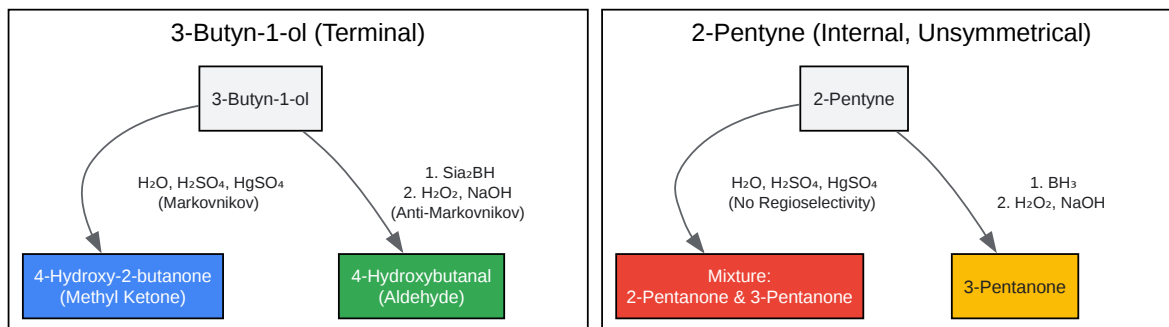 3-Butyn-1-ol (Terminal)
3-Butyn-1-ol
H₂O, H₂SO₄, HgSO₄
(Markovnikov)
1. Sia₂BH
2. H₂O₂, NaOH
(Anti-Markovnikov)
4-Hydroxy-2-butanone
(Methyl Ketone)
4-Hydroxybutanal
(Aldehyde)
2-Pentyne (Internal, Unsymmetrical)
2-Pentyne
H₂O, H₂SO₄, HgSO₄
(No Regioselectivity)
1. BH₃
2. H₂O₂, NaOH
Mixture:
2-Pentanone & 3-Pentanone
3-Pentanone